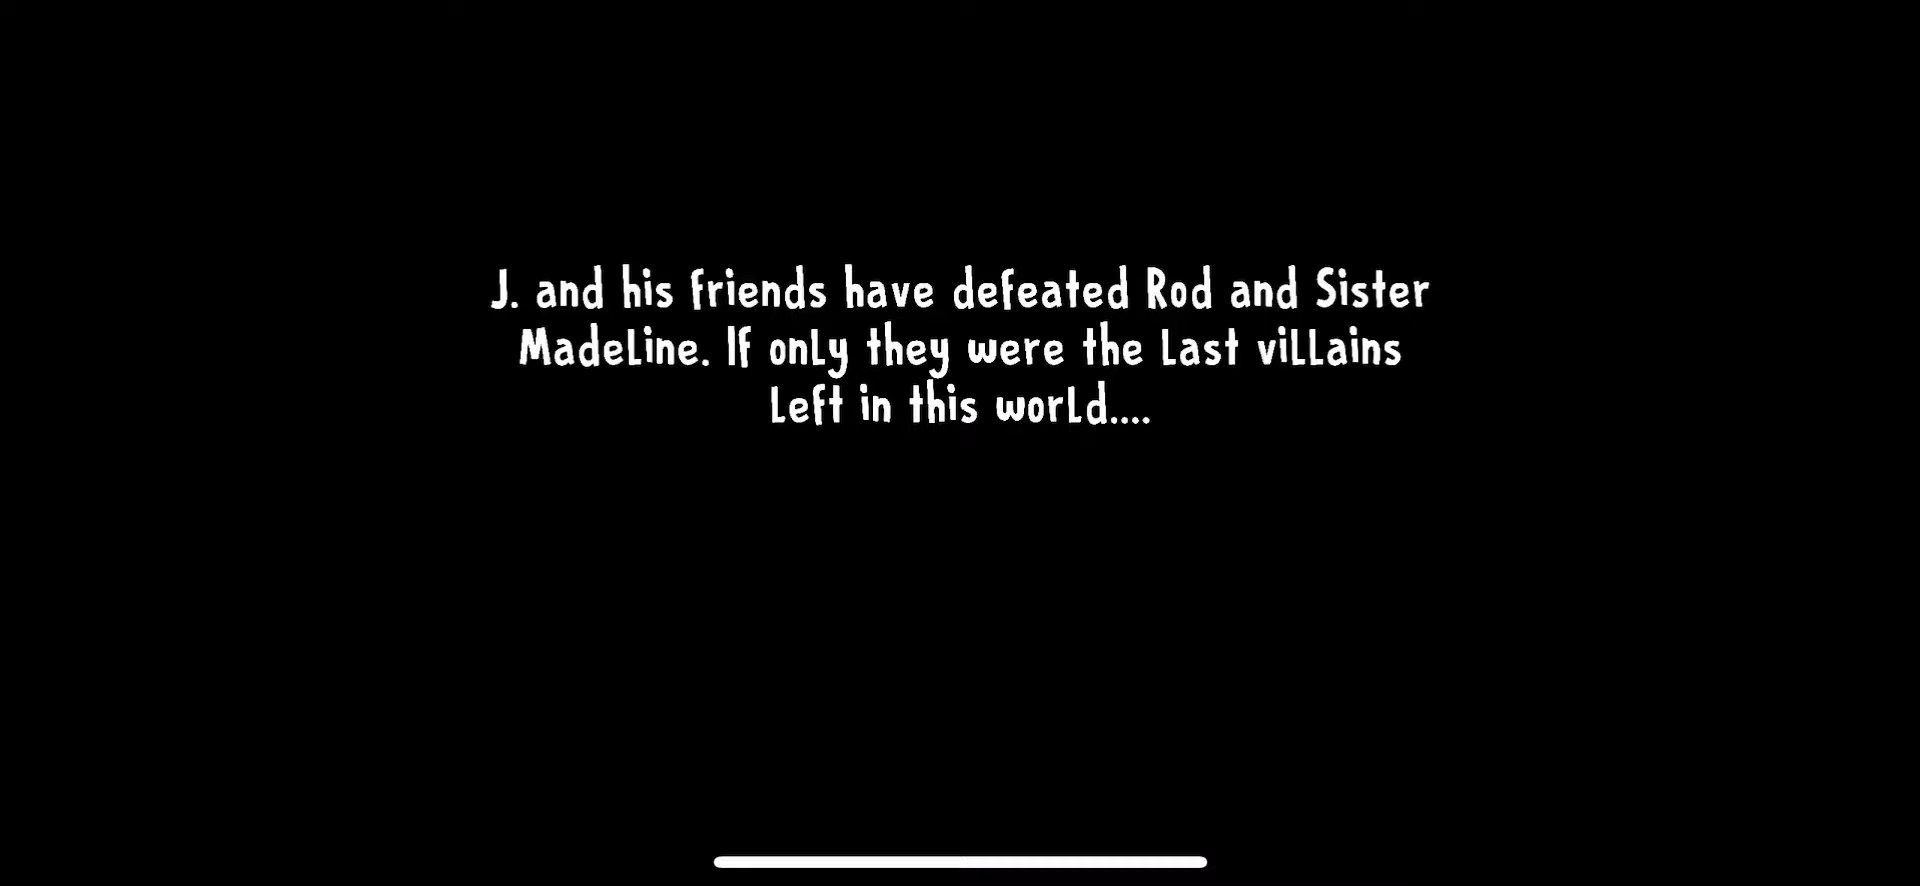 J. and his friends have defeated Rod and Sister
Madeline. If only they were the last villains
left in this world....